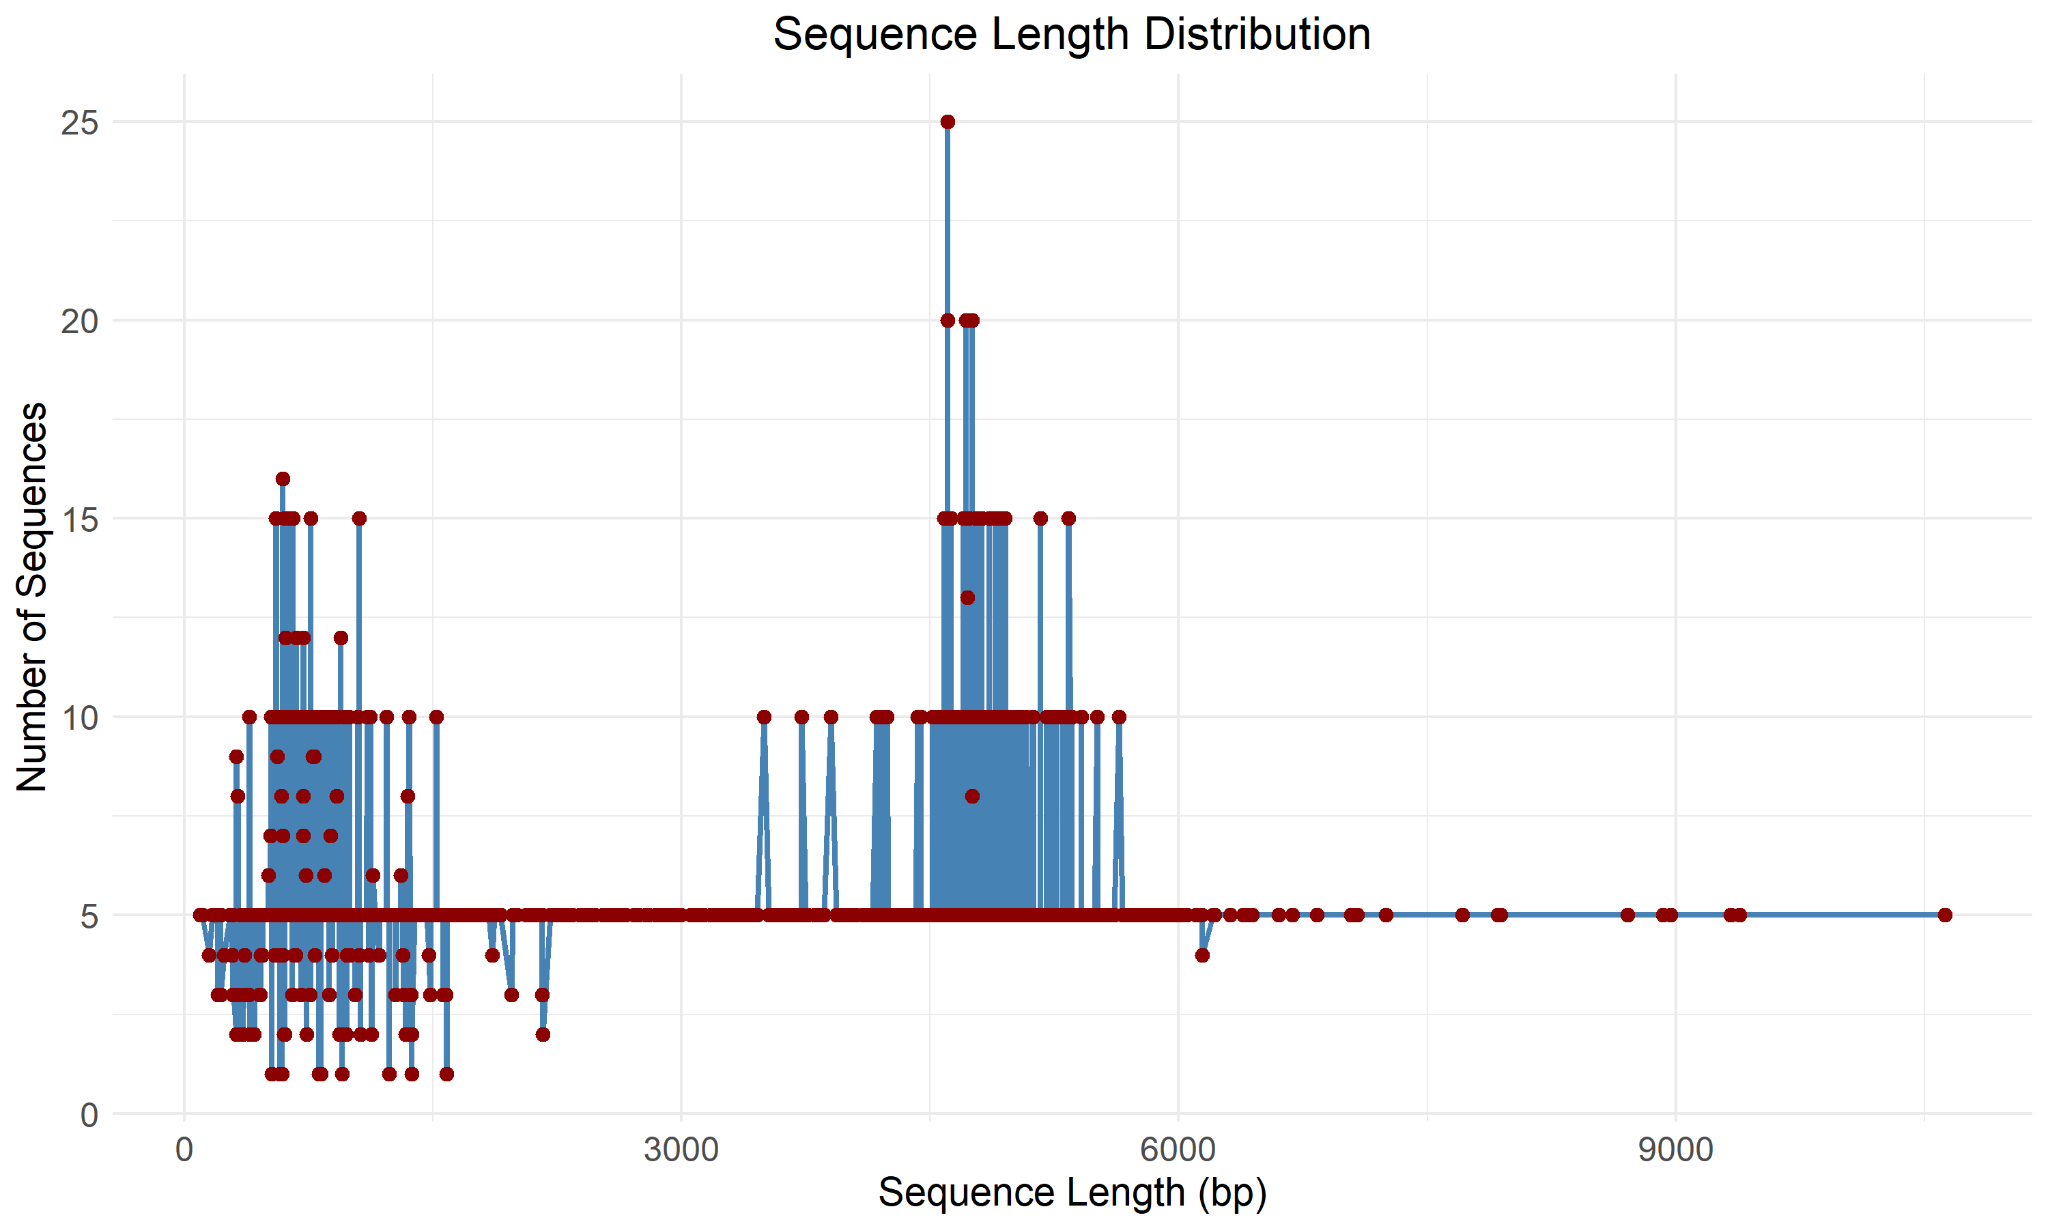 Sequence Length Distribution
Number of Sequences
25
20
15
10
5
0
0 3000 6000 9000
Sequence Length (bp)